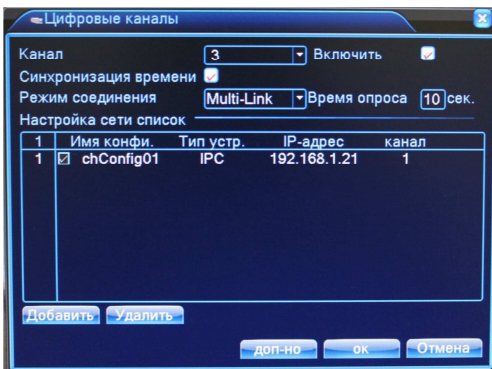 Цифровые каналы
Канал 3 Включить
Синхронизация времени
Режим соединения Multi-Link Время опроса 10 сек.
Настройка сети список
1 Имя конфи. Тип устр. IP-адрес канал
1 chConfig01 IPC 192.168.1.21 1
Добавить Удалить
доп-но ок Отмена